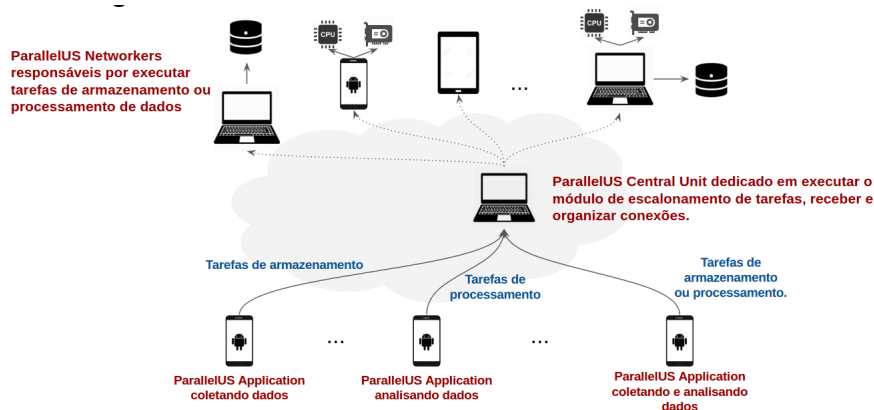 CPU
CPU
ParallelUS Networkers
responsáveis por executar
tarefas de armazenamento ou
processamento de dados
...
ParallelUS Central Unit dedicado em executar o
módulo de escalonamento de tarefas, receber e
organizar conexões.
Tarefas de armazenamento
Tarefas de
processamento
Tarefas de
armazenamento
ou processamento.
...
...
ParallelUS Application
coletando dados
ParallelUS Application
analisando dados
ParallelUS Application
coletando e analisando
dados